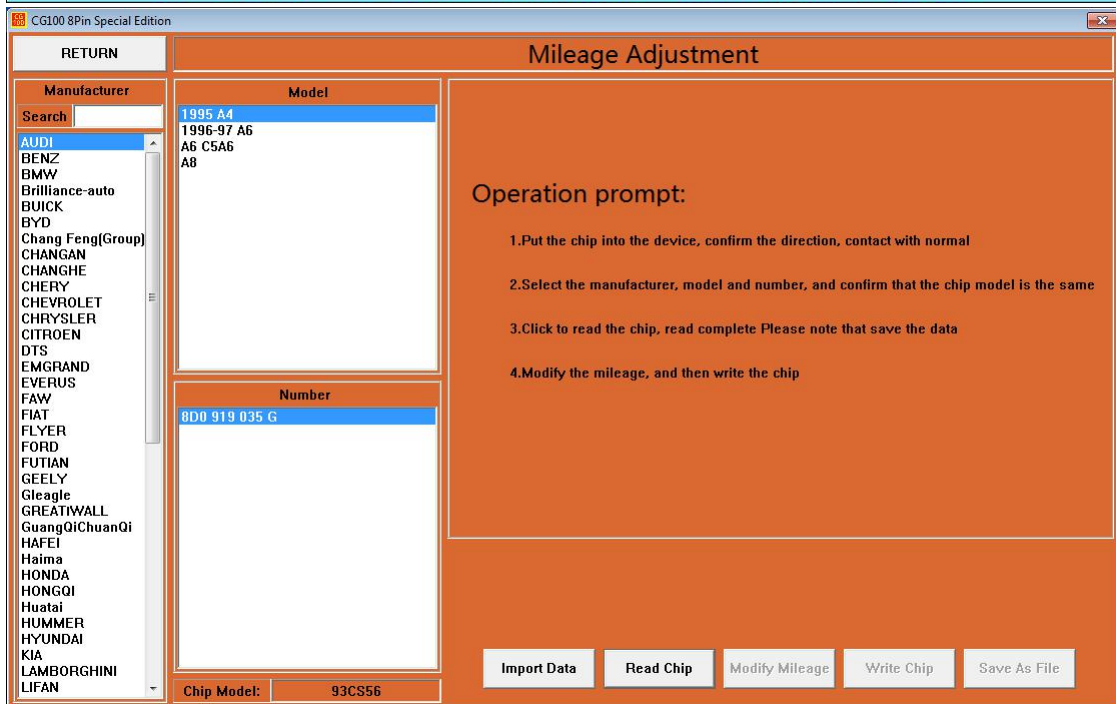 CG100 8Pin Special Edition
RETURN
Mileage Adjustment
Manufacturer
Search
AUDI
BENZ
BMW
Brilliance-auto
BUICK
BYD
Chang Feng(Group)
CHANGAN
CHANGHE
CHERY
CHEVROLET
CHRYSLER
CITROEN
DTS
EMGRAND
EVERUS
FAW
FIAT
FLYER
FORD
FUTIAN
GEELY
Gleagle
GREATIWALL
GuangQiChuanQi
HAFEI
Haima
HONDA
HONGQI
Huatai
HUMMER
HYUNDAI
KIA
LAMBORGHINI
LIFAN
Model
1995 A4
1996-97 A6
A6 C5A6
A8
Number
8D0 919 035 G
Chip Model:
93CS56
Operation prompt:
1.Put the chip into the device, confirm the direction, contact with normal
2.Select the manufacturer, model and number, and confirm that the chip model is the same
3.Click to read the chip, read complete Please note that save the data
4.Modify the mileage, and then write the chip
Import Data
Read Chip
Modify Mileage
Write Chip
Save As File